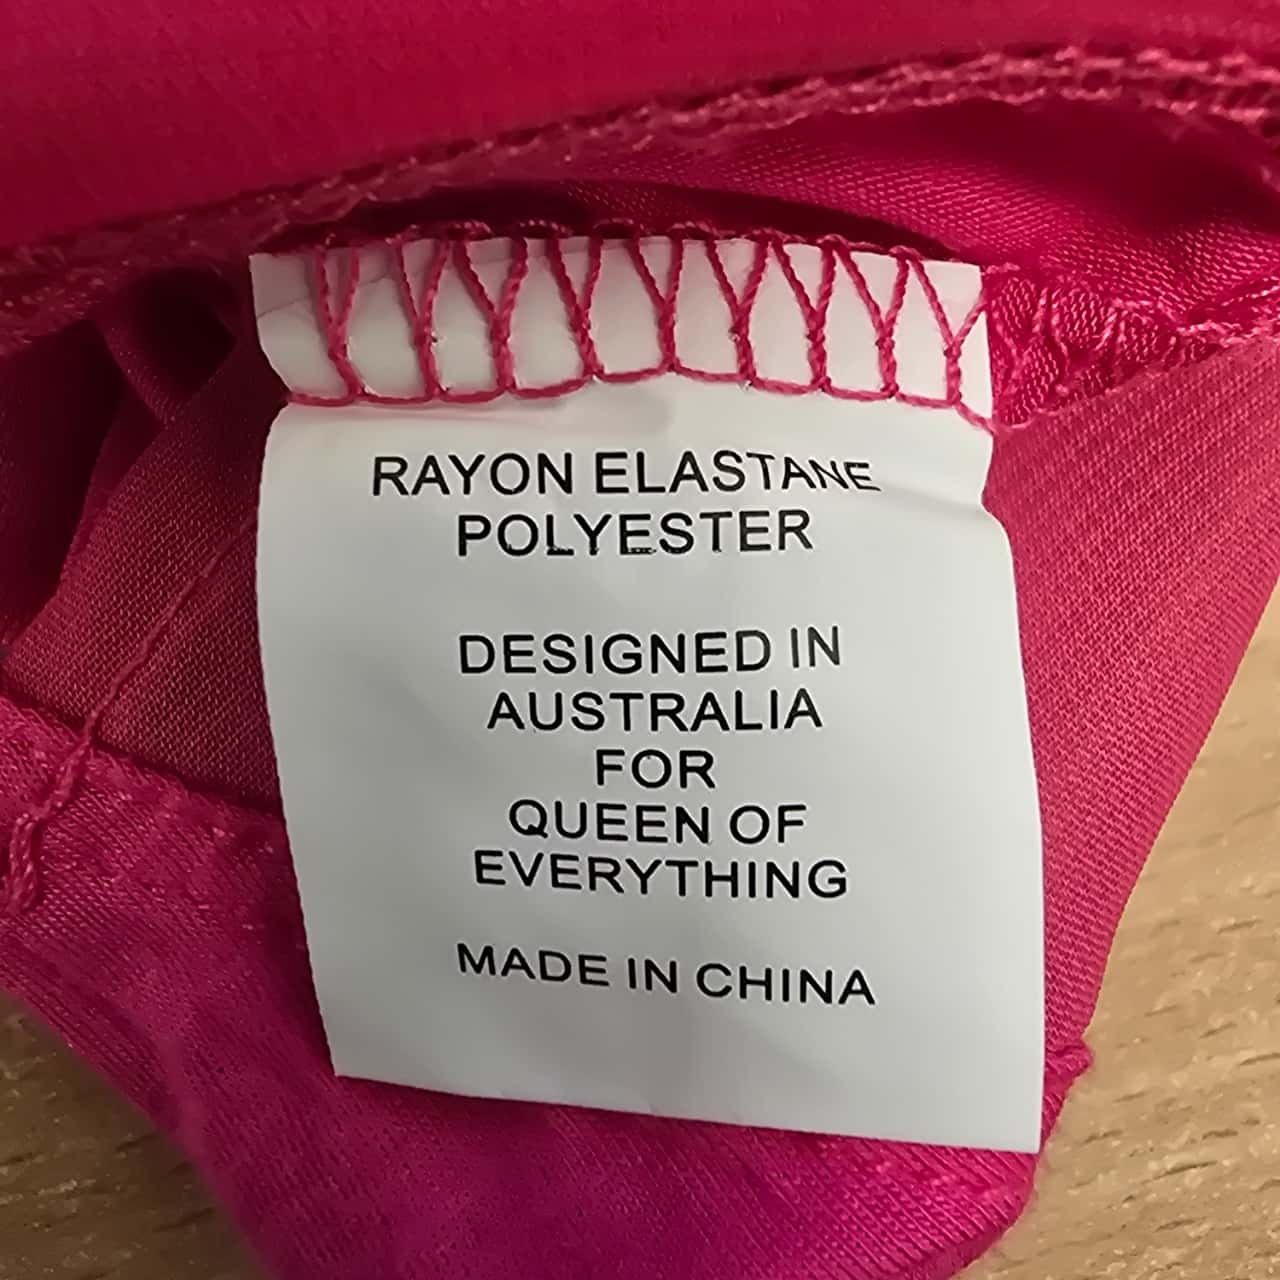 RAYON ELASTANE
POLYESTER
DESIGNED IN
AUSTRALIA
FOR
QUEEN OF
EVERYTHING
MADE IN CHINA